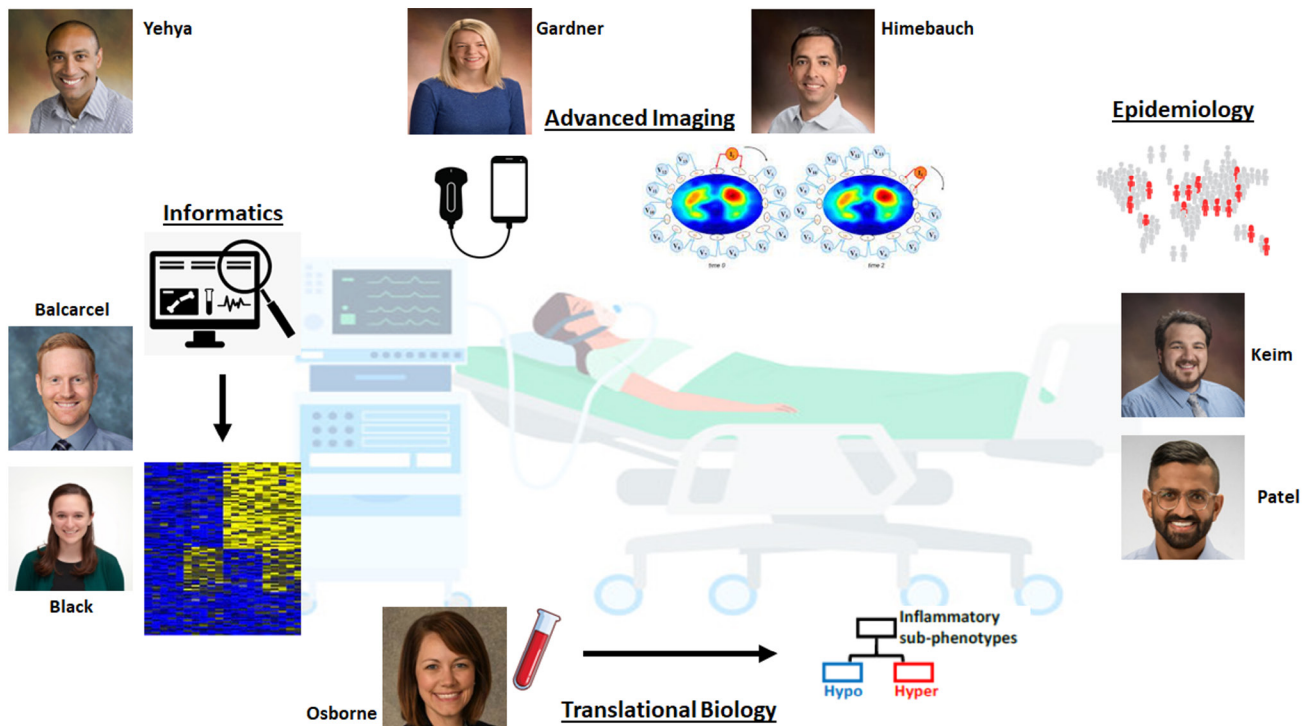 Yehya
Gardner
Himebauch
Advanced Imaging
Epidemiology
Informatics
time 0
time 2
Balcarcel
Keim
Patel
Black
Inflammatory
sub-phenotypes
Hypo
Hyper
Osborne
Translational Biology